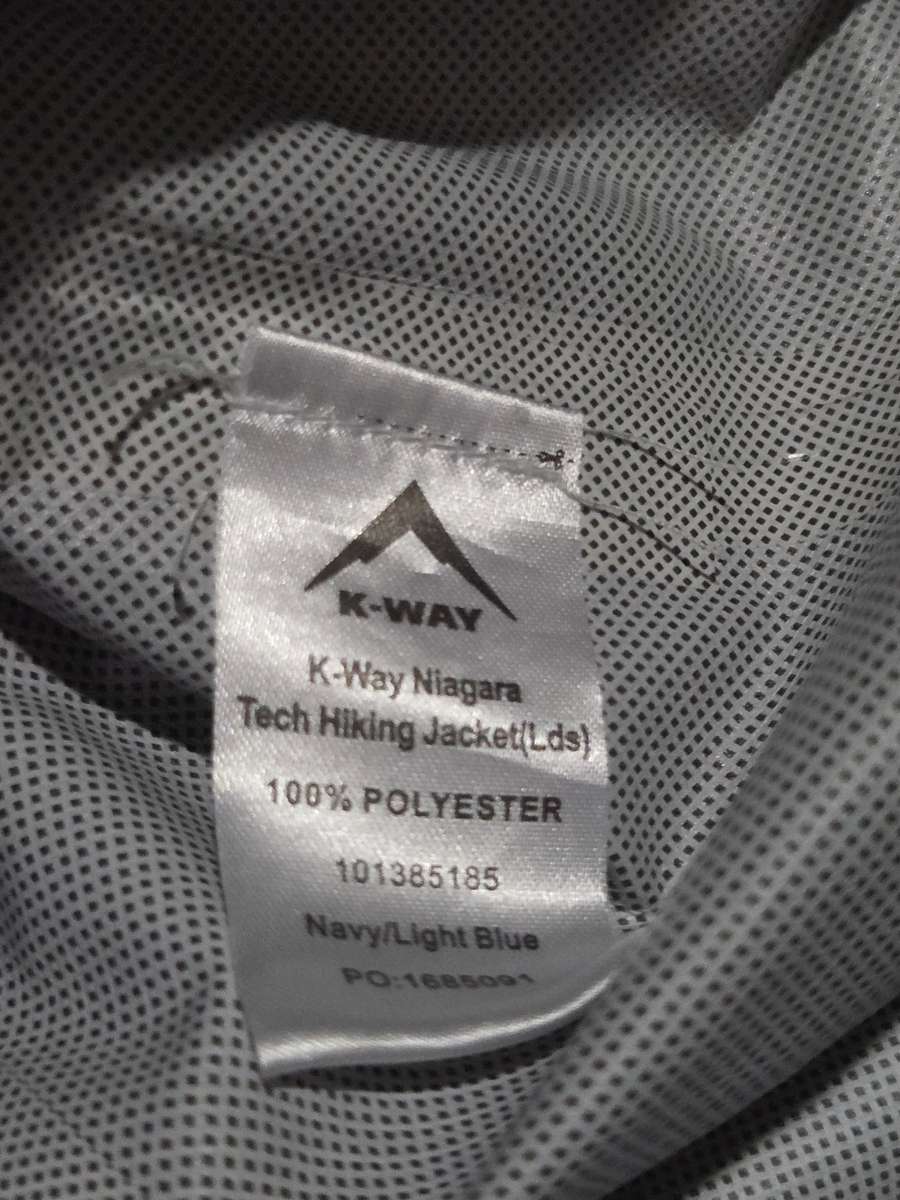 K-WAY
K-Way Niagara
Tech Hiking Jacket(Lds)
100% POLYESTER
101385185
Navy/Light Blue
PO:1685091